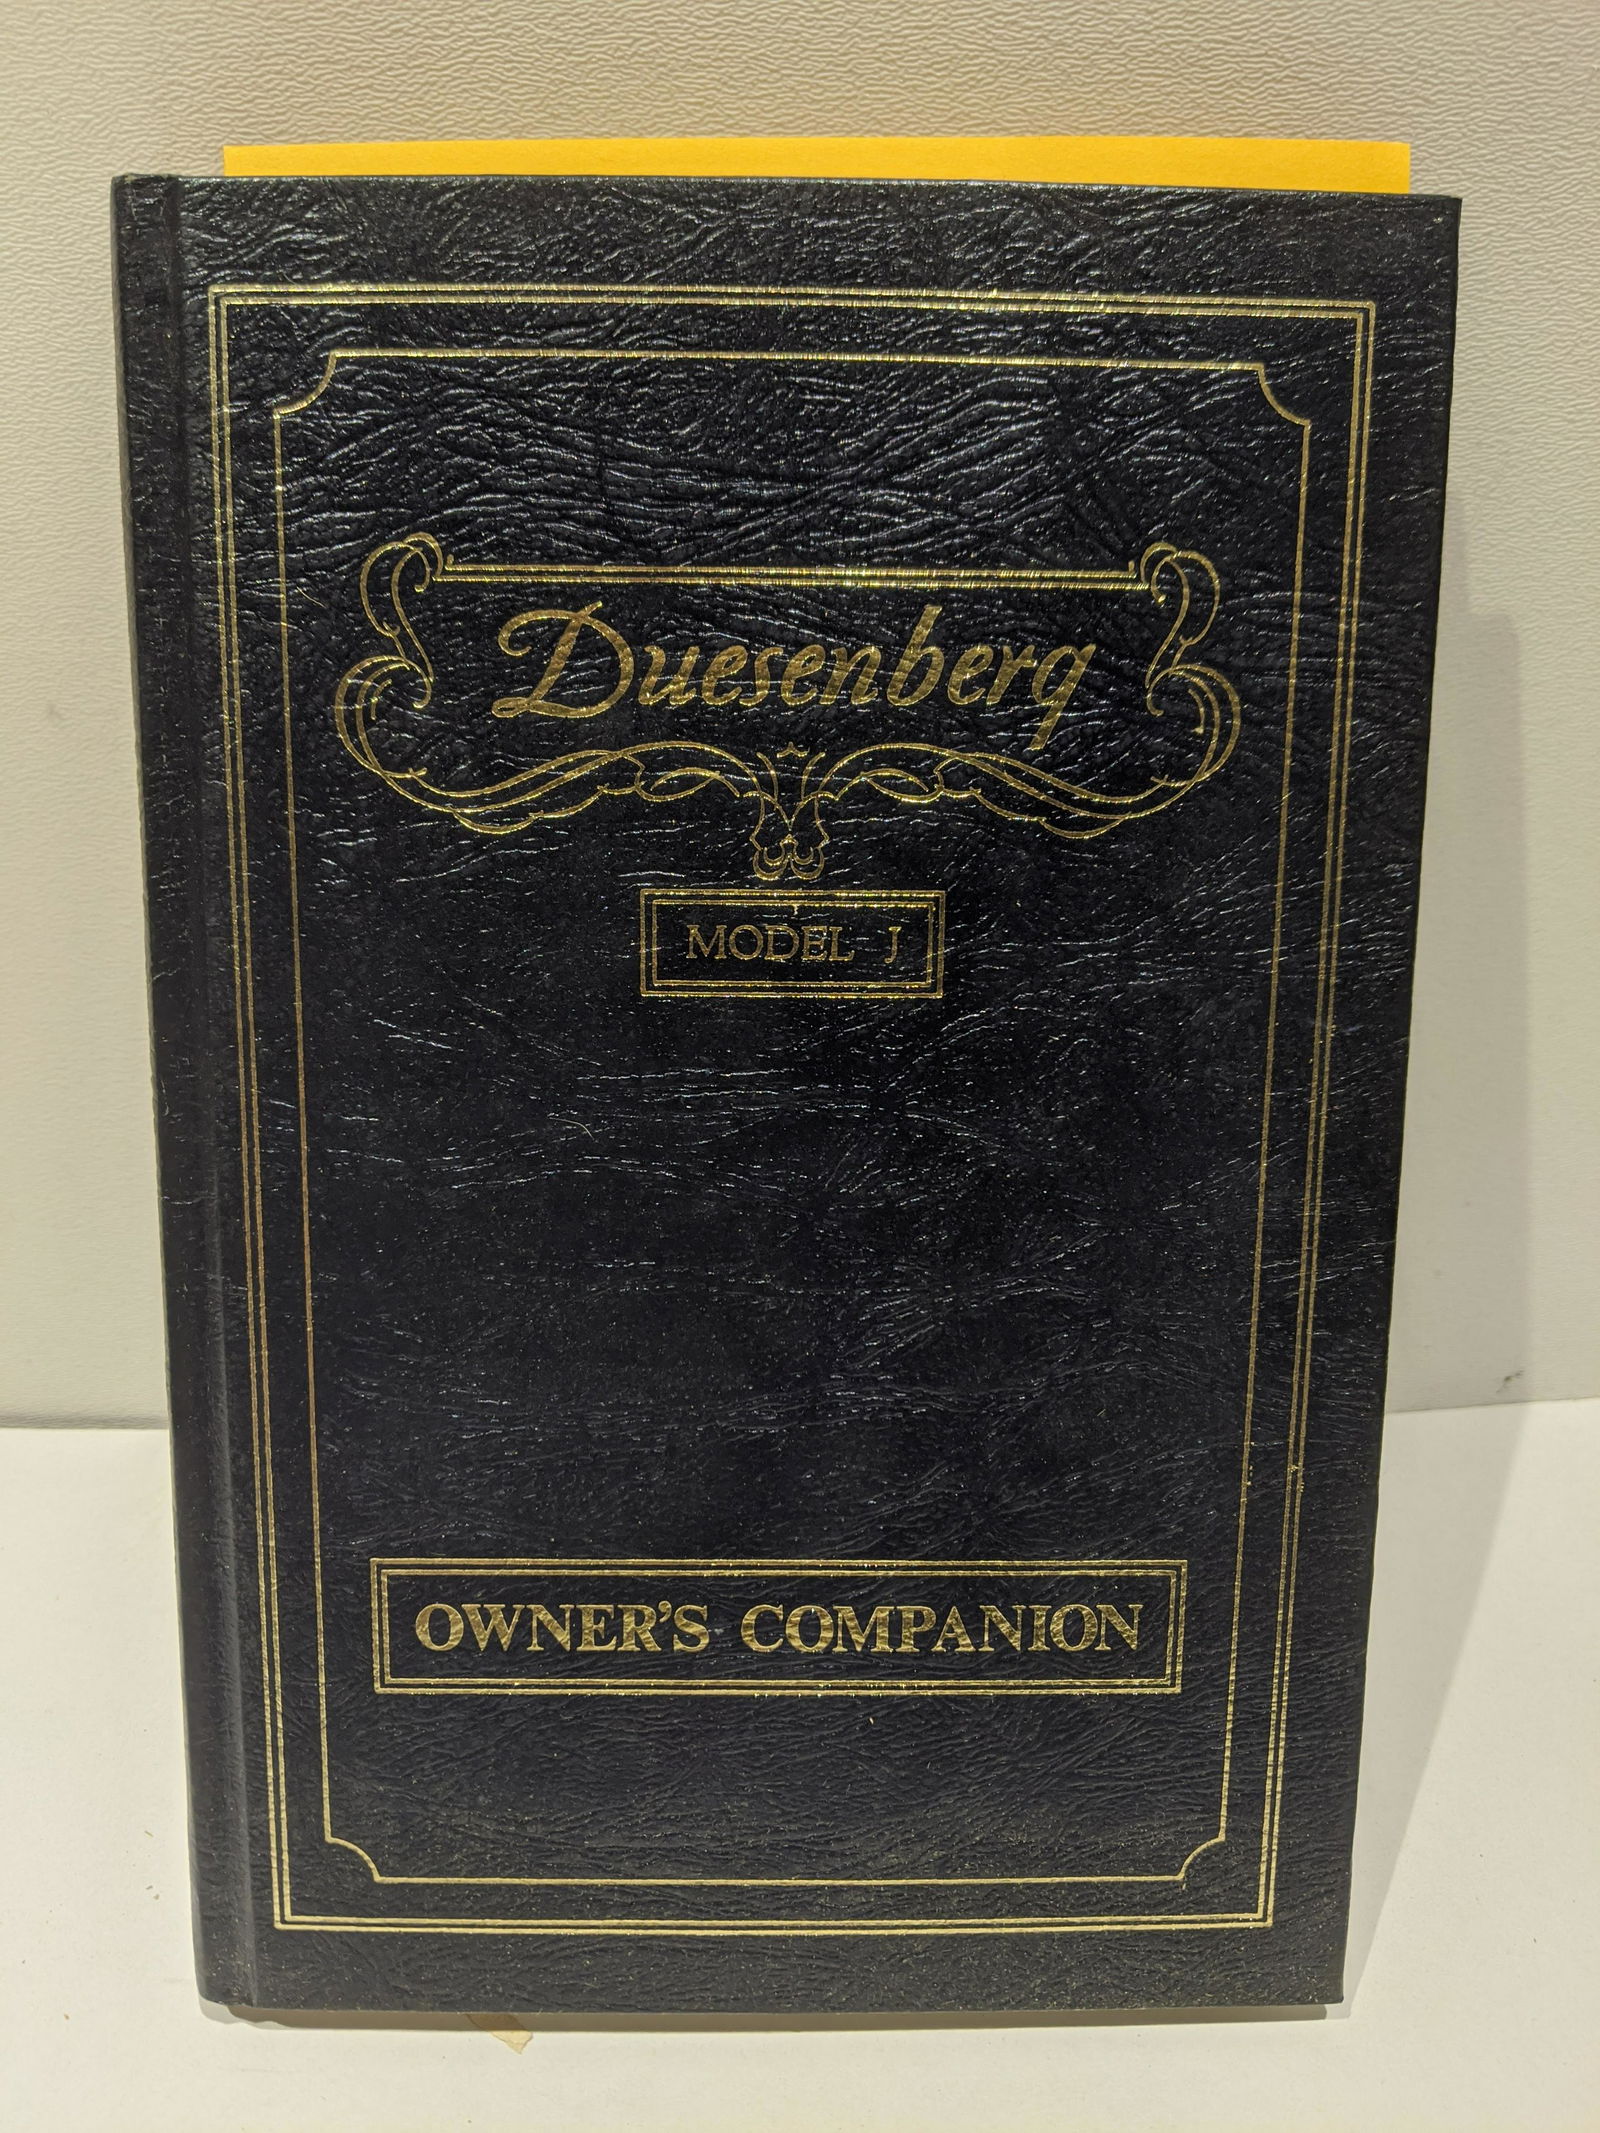 Duesenberg
MODEL J
OWNER'S COMPANION